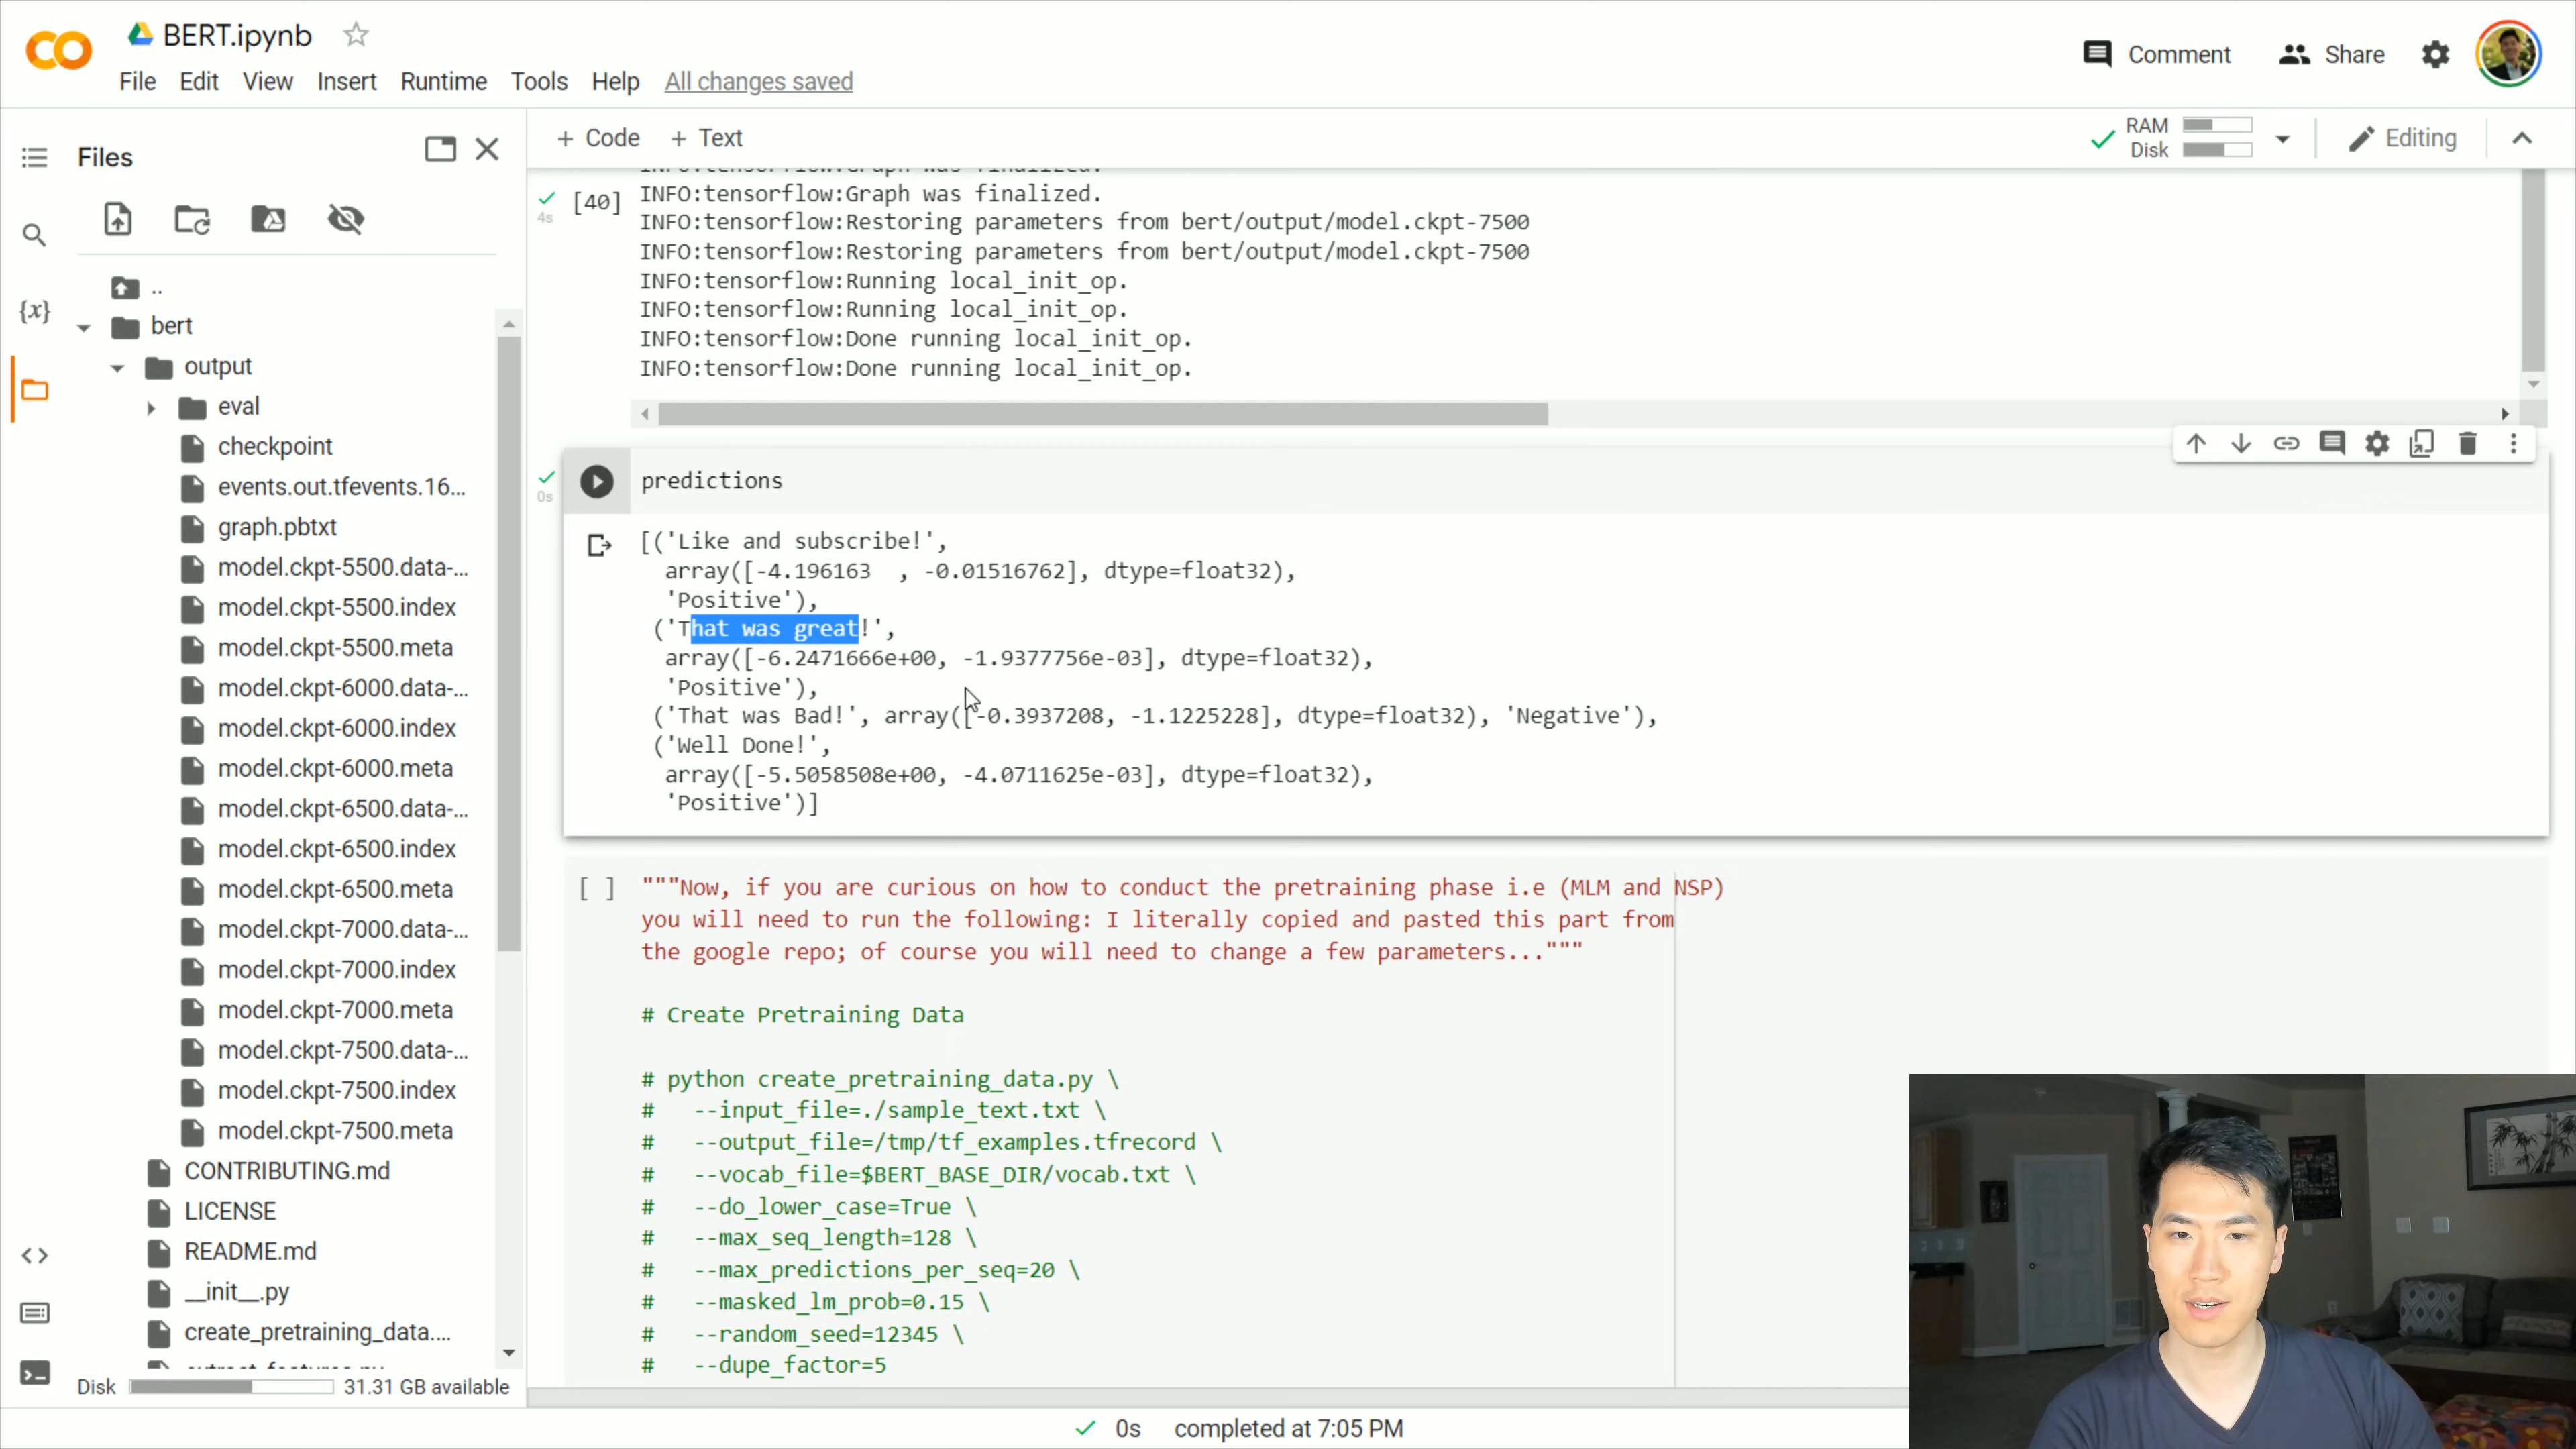 BERT.ipynb
Comment
Share
File Edit View Insert Runtime Tools Help All changes saved
Files
+ Code + Text
RAM
Disk
Editing
..
bert
output
eval
checkpoint
events.out.tfevents.16...
graph.pbtxt
model.ckpt-5500.data-...
model.ckpt-5500.index
model.ckpt-5500.meta
model.ckpt-6000.data-...
model.ckpt-6000.index
model.ckpt-6000.meta
model.ckpt-6500.data-...
model.ckpt-6500.index
model.ckpt-6500.meta
model.ckpt-7000.data-...
model.ckpt-7000.index
model.ckpt-7000.meta
model.ckpt-7500.data-...
model.ckpt-7500.index
model.ckpt-7500.meta
CONTRIBUTING.md
LICENSE
README.md
__init__.py
create_pretraining_data....
Disk 31.31 GB available
{x}
4s
[40]
INFO:tensorflow:Graph was finalized.
INFO:tensorflow:Graph was finalized.
INFO:tensorflow:Restoring parameters from bert/output/model.ckpt-7500
INFO:tensorflow:Restoring parameters from bert/output/model.ckpt-7500
INFO:tensorflow:Running local_init_op.
INFO:tensorflow:Running local_init_op.
INFO:tensorflow:Done running local_init_op.
INFO:tensorflow:Done running local_init_op.
0s
predictions
[('Like and subscribe!',
array([-4.196163 , -0.01516762], dtype=float32),
'Positive'),
('That was great!',
array([-6.2471666e+00, -1.9377756e-03], dtype=float32),
'Positive'),
('That was Bad!', array([-0.3937208, -1.1225228], dtype=float32), 'Negative'),
('Well Done!',
array([-5.5058508e+00, -4.0711625e-03], dtype=float32),
'Positive')]
[ ]
"""Now, if you are curious on how to conduct the pretraining phase i.e (MLM and NSP)
you will need to run the following: I literally copied and pasted this part from
the google repo; of course you will need to change a few parameters..."""
# Create Pretraining Data
# python create_pretraining_data.py \
# --input_file=./sample_text.txt \
# --output_file=/tmp/tf_examples.tfrecord \
# --vocab_file=$BERT_BASE_DIR/vocab.txt \
# --do_lower_case=True \
# --max_seq_length=128 \
# --max_predictions_per_seq=20 \
# --masked_lm_prob=0.15 \
# --random_seed=12345 \
# --dupe_factor=5
0s completed at 7:05 PM